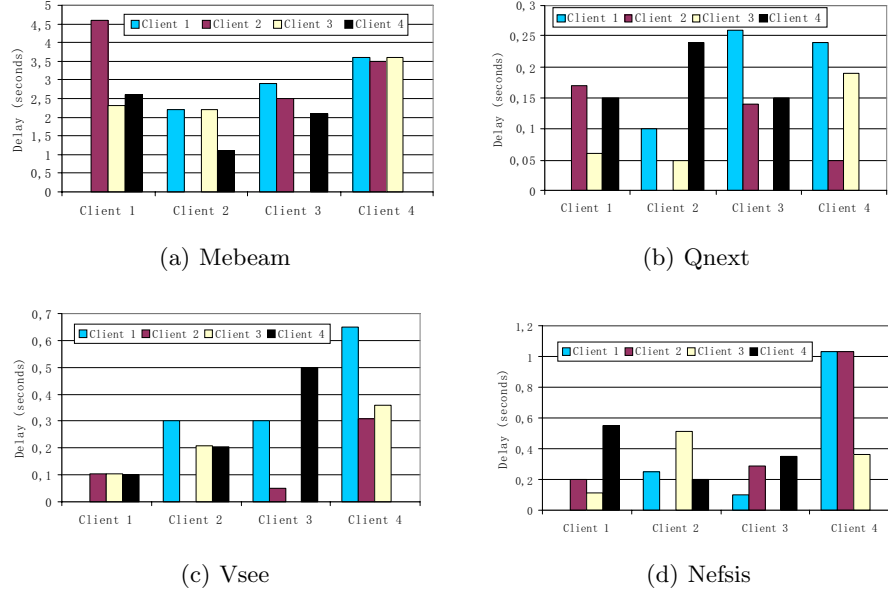 5
4,5
4
3,5
3
2,5
2
1,5
1
0,5
0
Delay (seconds)
Client 1 Client 2 Client 3 Client 4
Client 1 Client 2 Client 3 Client 4
(a) Mebeam
0,3
0,25
0,2
0,15
0,1
0,05
0
Delay (seconds)
Client 1 Client 2 Client 3 Client 4
Client 1 Client 2 Client 3 Client 4
(b) Qnext
0,7
0,6
0,5
0,4
0,3
0,2
0,1
0
Delay (seconds)
Client 1 Client 2 Client 3 Client 4
Client 1 Client 2 Client 3 Client 4
(c) Vsee
1,2
1
0,8
0,6
0,4
0,2
0
Delay (seconds)
Client 1 Client 2 Client 3 Client 4
Client 1 Client 2 Client 3 Client 4
(d) Nefsis